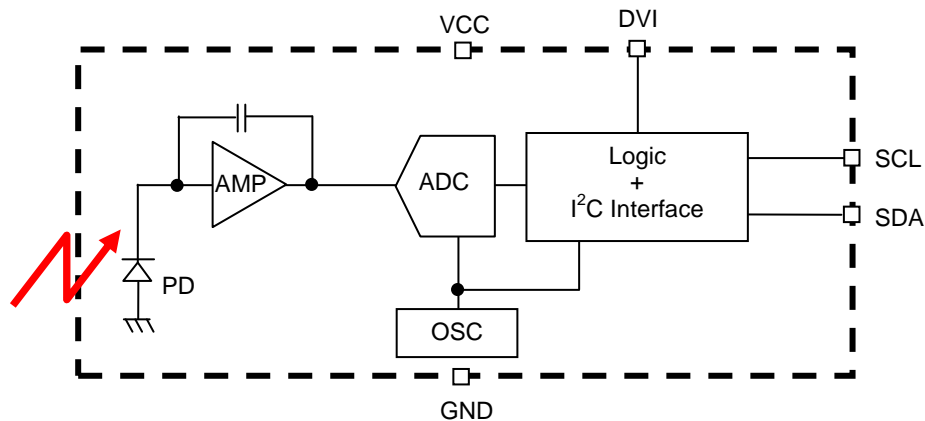 VCC
DVI
AMP
ADC
Logic
+
I²C Interface
SCL
SDA
PD
OSC
GND